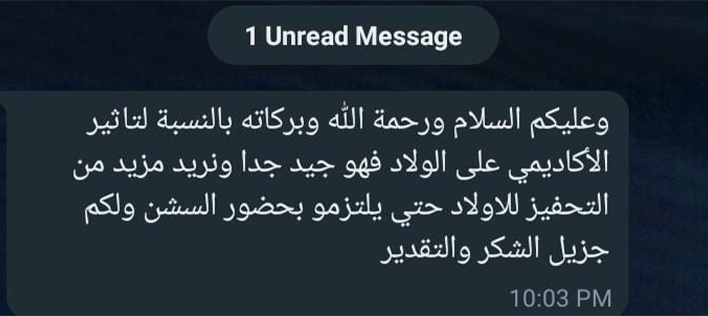 1 Unread Message
وعليكم السلام ورحمة الله وبركاته بالنسبة لتاثير
الأكاديمي على الولاد فهو جيد جدا ونريد مزيد من
التحفيز للاولاد حتي يلتزمو بحضور السشن ولكم
جزيل الشكر والتقدير
10:03 PM